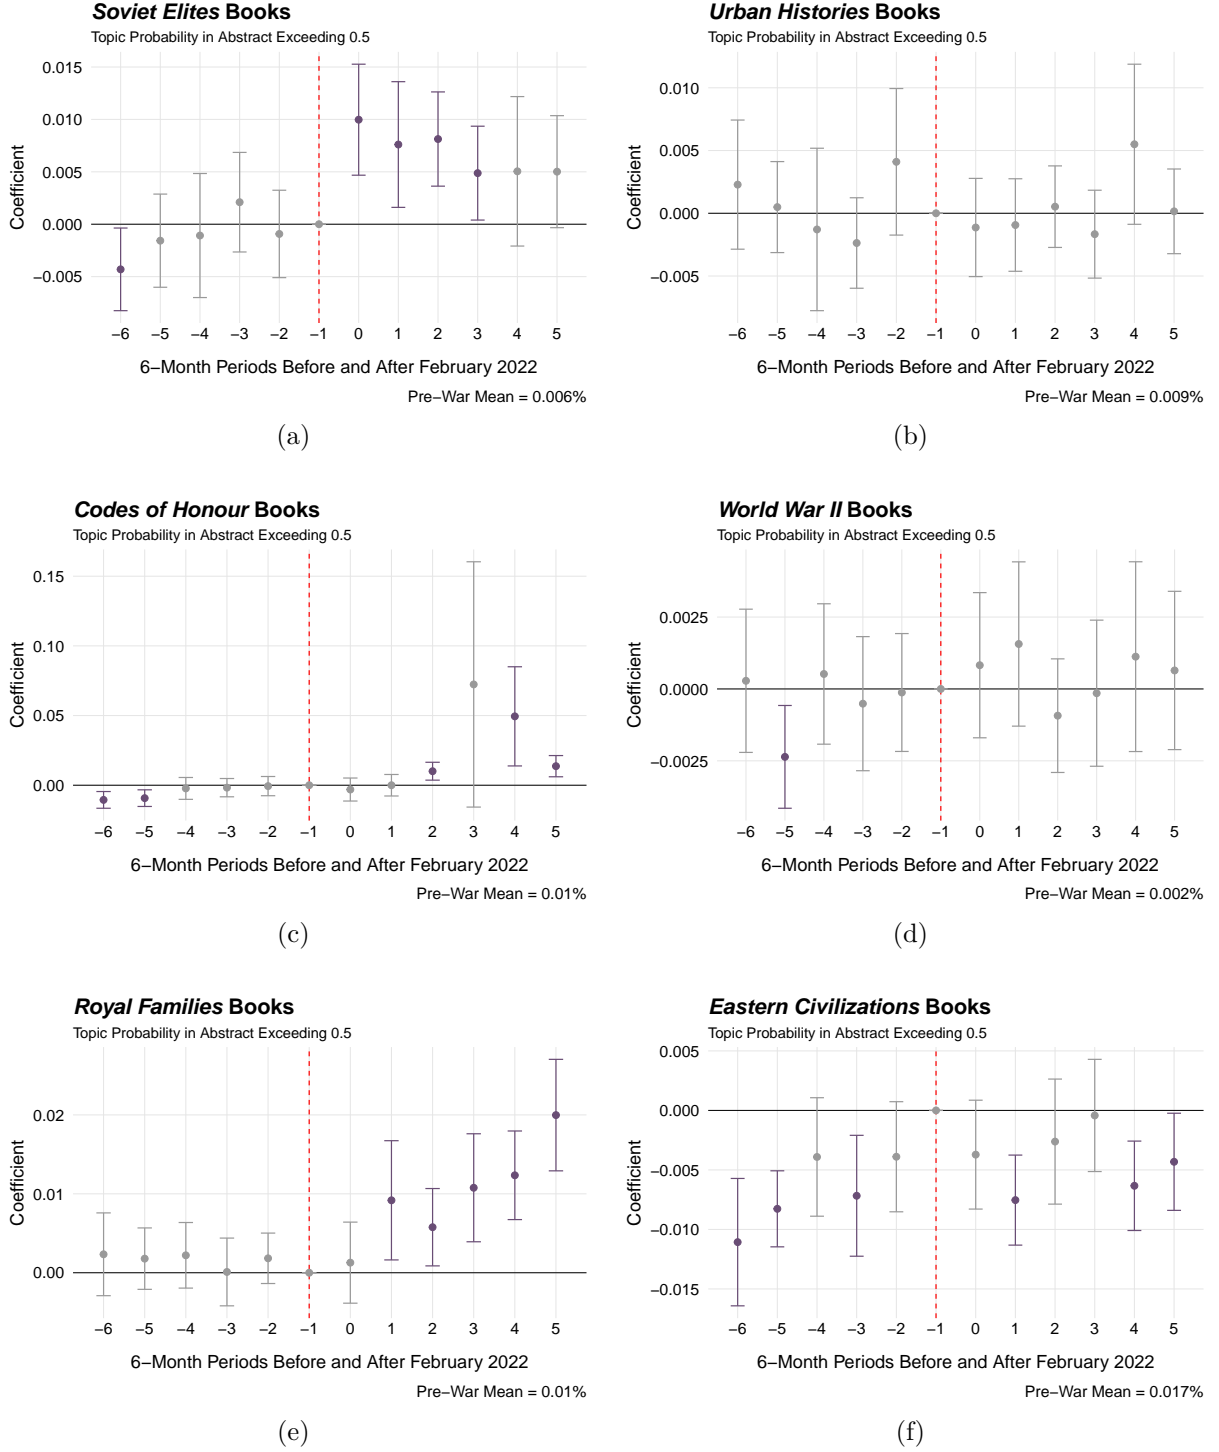 Soviet Elites Books
Topic Probability in Abstract Exceeding 0.5
Coefficient
0.015
0.010
0.005
0.000
−0.005
−6 −5 −4 −3 −2 −1 0 1 2 3 4 5
6−Month Periods Before and After February 2022
Pre−War Mean = 0.006%
(a)
Urban Histories Books
Topic Probability in Abstract Exceeding 0.5
Coefficient
0.010
0.005
0.000
−0.005
−6 −5 −4 −3 −2 −1 0 1 2 3 4 5
6−Month Periods Before and After February 2022
Pre−War Mean = 0.009%
(b)
Codes of Honour Books
Topic Probability in Abstract Exceeding 0.5
Coefficient
0.15
0.10
0.05
0.00
−6 −5 −4 −3 −2 −1 0 1 2 3 4 5
6−Month Periods Before and After February 2022
Pre−War Mean = 0.01%
(c)
World War II Books
Topic Probability in Abstract Exceeding 0.5
Coefficient
0.0025
0.0000
−0.0025
−6 −5 −4 −3 −2 −1 0 1 2 3 4 5
6−Month Periods Before and After February 2022
Pre−War Mean = 0.002%
(d)
Royal Families Books
Topic Probability in Abstract Exceeding 0.5
Coefficient
0.02
0.01
0.00
−6 −5 −4 −3 −2 −1 0 1 2 3 4 5
6−Month Periods Before and After February 2022
Pre−War Mean = 0.01%
(e)
Eastern Civilizations Books
Topic Probability in Abstract Exceeding 0.5
Coefficient
0.005
0.000
−0.005
−0.010
−0.015
−6 −5 −4 −3 −2 −1 0 1 2 3 4 5
6−Month Periods Before and After February 2022
Pre−War Mean = 0.017%
(f)